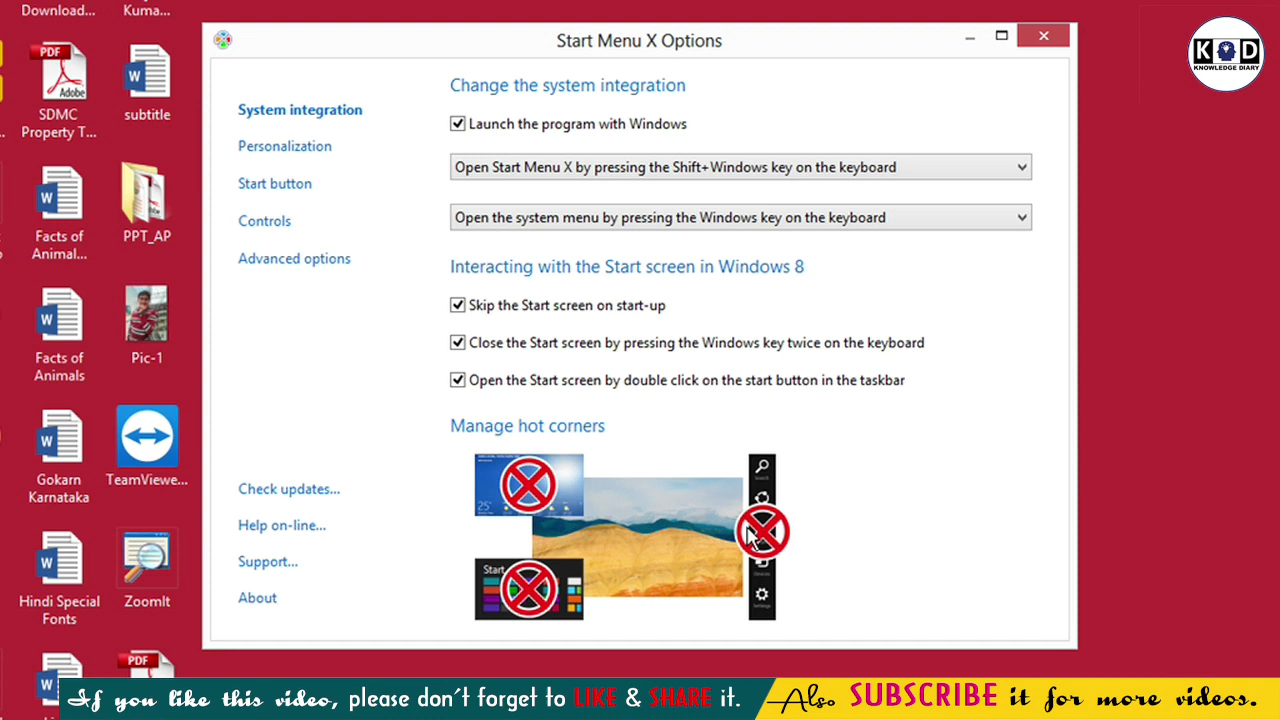 Download...
Kuma...
PDF
Adobe
SDMC
Property T...
subtitle
Facts of
Animal...
PPT_AP
Facts of
Animals
Pic-1
Gokarn
Karnataka
TeamViewe...
Hindi Special
Fonts
ZoomIt
PDF
Start Menu X Options
System integration
Personalization
Start button
Controls
Advanced options
Check updates...
Help on-line...
Support...
About
Change the system integration
Launch the program with Windows
Open Start Menu X by pressing the Shift+Windows key on the keyboard
Open the system menu by pressing the Windows key on the keyboard
Interacting with the Start screen in Windows 8
Skip the Start screen on start-up
Close the Start screen by pressing the Windows key twice on the keyboard
Open the Start screen by double click on the start button in the taskbar
Manage hot corners
25°
Start
Settings
K D
KNOWLEDGE DIARY
If you like this video, please don't forget to LIKE & SHARE it.
Also SUBSCRIBE it for more videos.